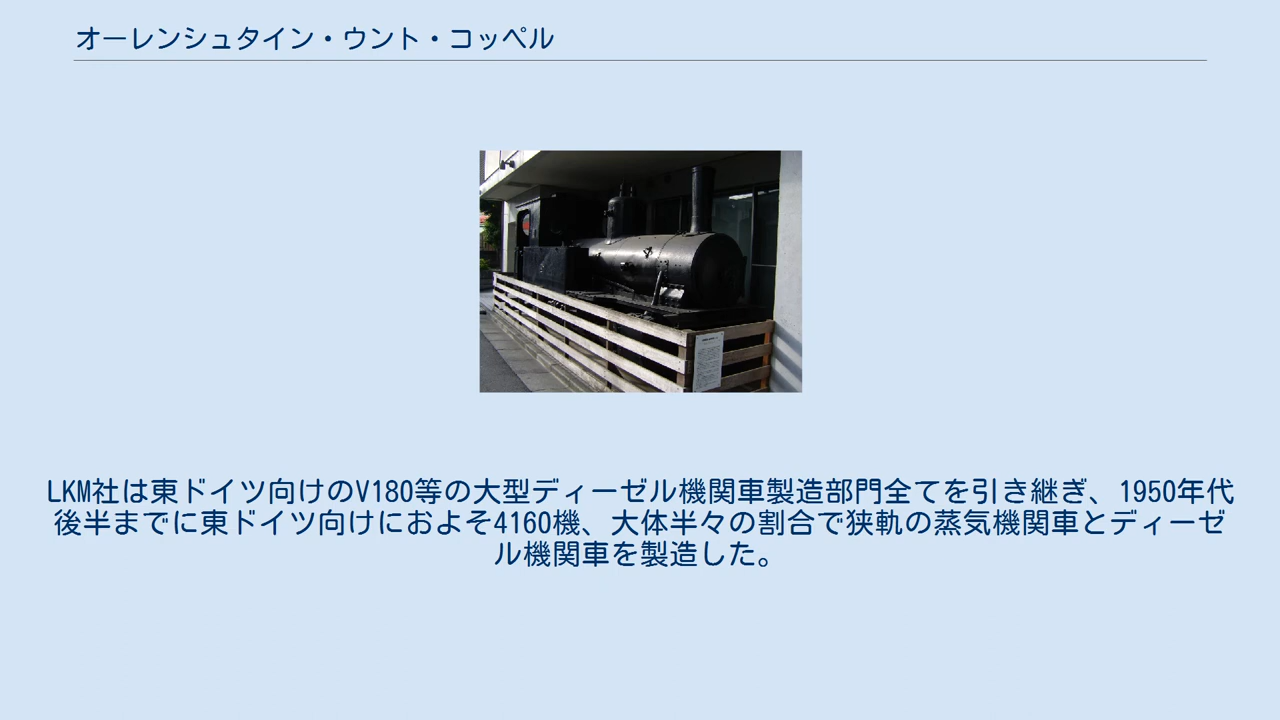 オーレンシュタイン・ウント・コッペル
LKM社は東ドイツ向けのV180等の大型ディーゼル機関車製造部門全てを引き継ぎ、1950年代
後半までに東ドイツ向けにおよそ4160機、大体半々の割合で狭軌の蒸気機関車とディーゼ
ル機関車を製造した。